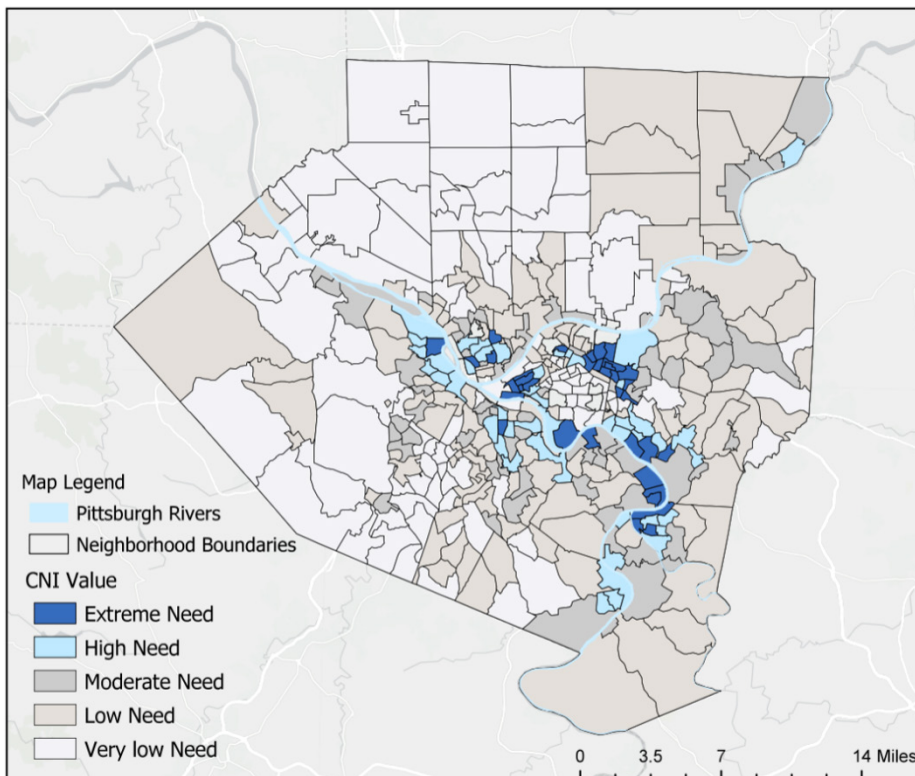 Map Legend
Pittsburgh Rivers
Neighborhood Boundaries
CNI Value
Extreme Need
High Need
Moderate Need
Low Need
Very low Need
0 3.5 7 14 Miles